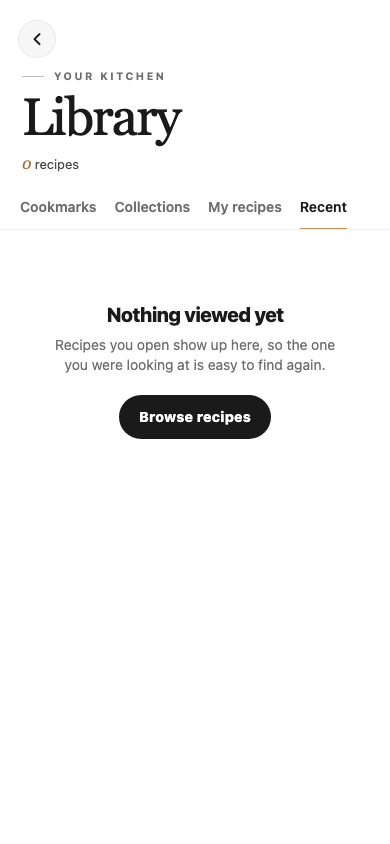 YOUR KITCHEN
Library
0 recipes
Cookmarks Collections My recipes Recent
Nothing viewed yet
Recipes you open show up here, so the one
you were looking at is easy to find again.
Browse recipes